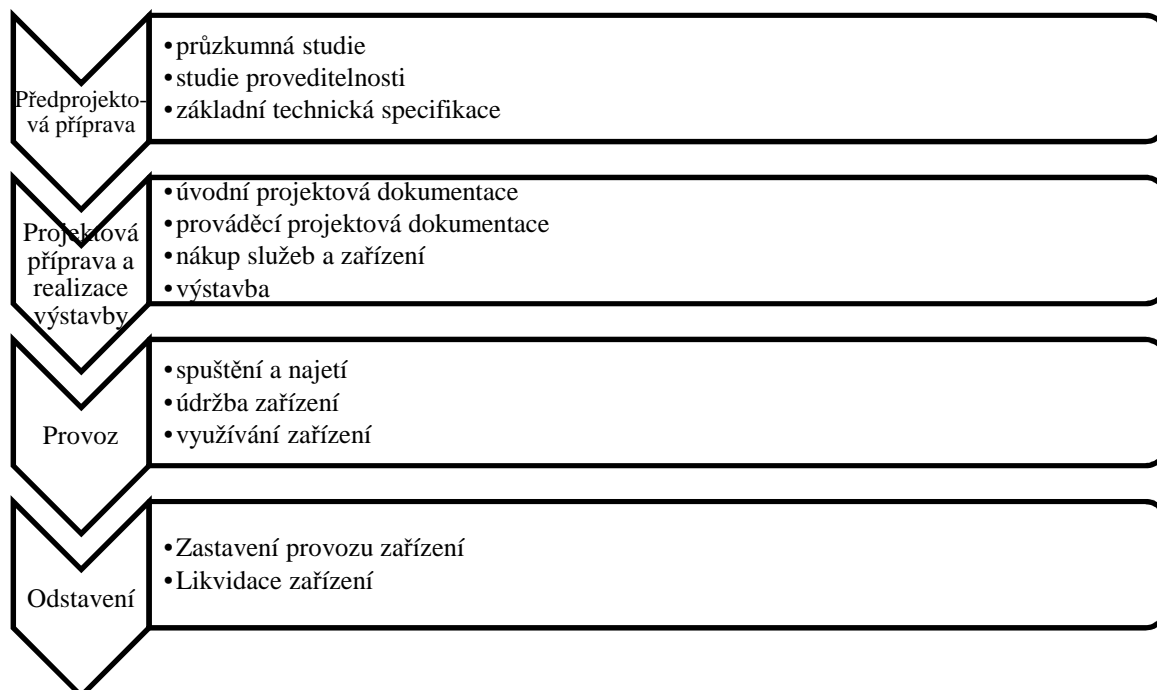 Předprojekto-
vá příprava
•průzkumná studie
•studie proveditelnosti
•základní technická specifikace
Projektová
příprava a
realizace
výstavby
•úvodní projektová dokumentace
•prováděcí projektová dokumentace
•nákup služeb a zařízení
•výstavba
Provoz
•spuštění a najetí
•údržba zařízení
•využívání zařízení
Odstavení
•Zastavení provozu zařízení
•Likvidace zařízení